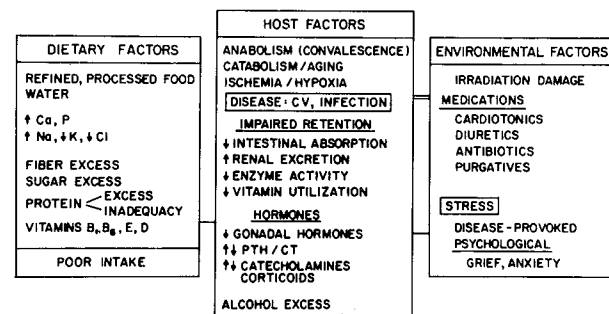 DIETARY FACTORS
REFINED, PROCESSED FOOD
WATER
↑ Ca, P
↑ Na, ↓K, ↓Cl
FIBER EXCESS
SUGAR EXCESS
PROTEIN < EXCESS
INADEQUACY
VITAMINS B₁, B₆, E, D
POOR INTAKE
HOST FACTORS
ANABOLISM (CONVALESCENCE)
CATABOLISM/AGING
ISCHEMIA/HYPOXIA
DISEASE: CV, INFECTION
IMPAIRED RETENTION
↓ INTESTINAL ABSORPTION
↑ RENAL EXCRETION
↓ ENZYME ACTIVITY
↓ VITAMIN UTILIZATION
HORMONES
↓ GONADAL HORMONES
↑↓ PTH/CT
↑↓ CATECHOLAMINES
CORTICOIDS
ALCOHOL EXCESS
ENVIRONMENTAL FACTORS
IRRADIATION DAMAGE
MEDICATIONS
CARDIOTONICS
DIURETICS
ANTIBIOTICS
PURGATIVES
STRESS
DISEASE-PROVOKED
PSYCHOLOGICAL
GRIEF, ANXIETY